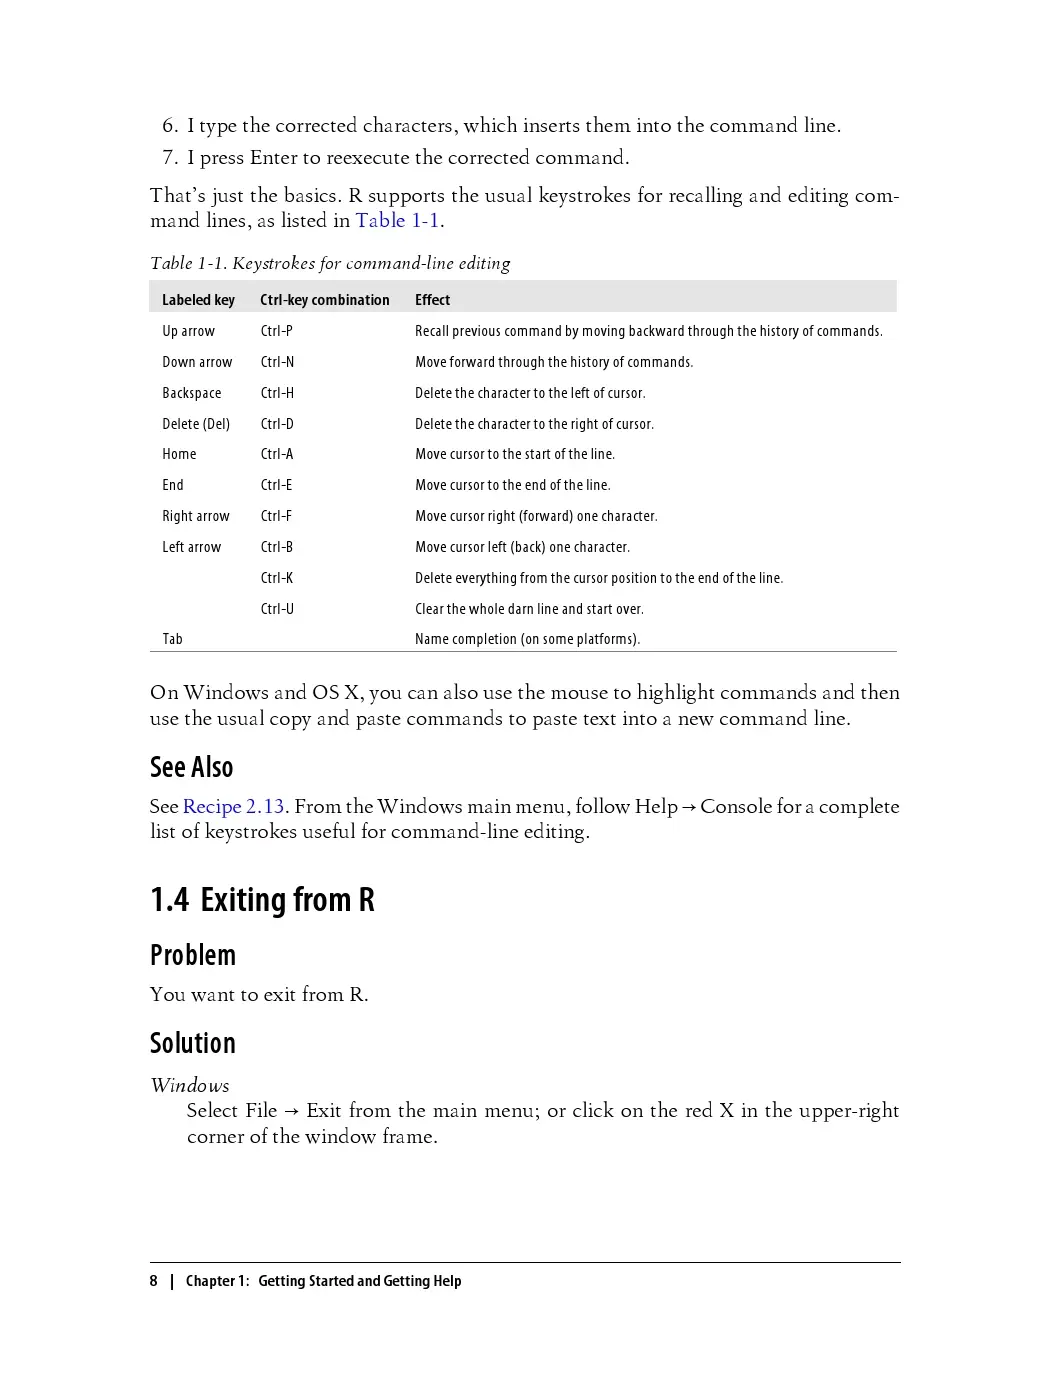 6. I type the corrected characters, which inserts them into the command line.
7. I press Enter to reexecute the corrected command.
That’s just the basics. R supports the usual keystrokes for recalling and editing com-
mand lines, as listed in Table 1-1.
Table 1-1. Keystrokes for command-line editing
Labeled key Ctrl-key combination Effect
Up arrow Ctrl-P Recall previous command by moving backward through the history of commands.
Down arrow Ctrl-N Move forward through the history of commands.
Backspace Ctrl-H Delete the character to the left of cursor.
Delete (Del) Ctrl-D Delete the character to the right of cursor.
Home Ctrl-A Move cursor to the start of the line.
End Ctrl-E Move cursor to the end of the line.
Right arrow Ctrl-F Move cursor right (forward) one character.
Left arrow Ctrl-B Move cursor left (back) one character.
Ctrl-K Delete everything from the cursor position to the end of the line.
Ctrl-U Clear the whole darn line and start over.
Tab Name completion (on some platforms).
On Windows and OS X, you can also use the mouse to highlight commands and then
use the usual copy and paste commands to paste text into a new command line.
See Also
See Recipe 2.13. From the Windows main menu, follow Help → Console for a complete
list of keystrokes useful for command-line editing.
1.4 Exiting from R
Problem
You want to exit from R.
Solution
Windows
Select File → Exit from the main menu; or click on the red X in the upper-right
corner of the window frame.
8 | Chapter 1: Getting Started and Getting Help